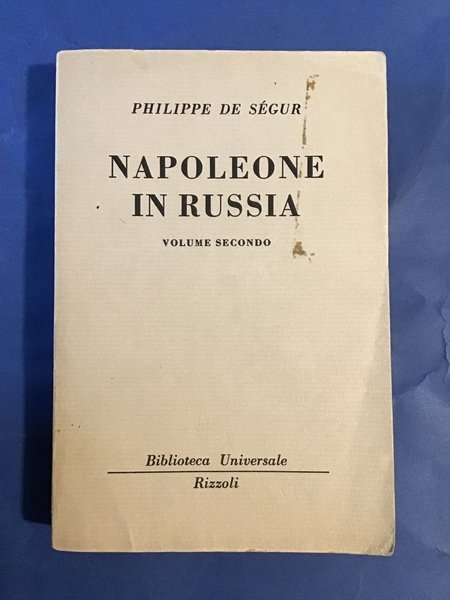 PHILIPPE DE SÉGUR
NAPOLEONE
IN RUSSIA
VOLUME SECONDO
Biblioteca Universale
Rizzoli